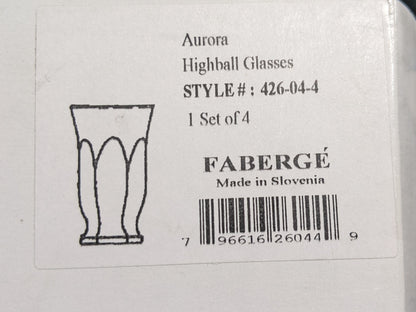 Aurora
Highball Glasses
STYLE # : 426-04-4
1 Set of 4
FABERGÉ
Made in Slovenia
7 96616 26044 9